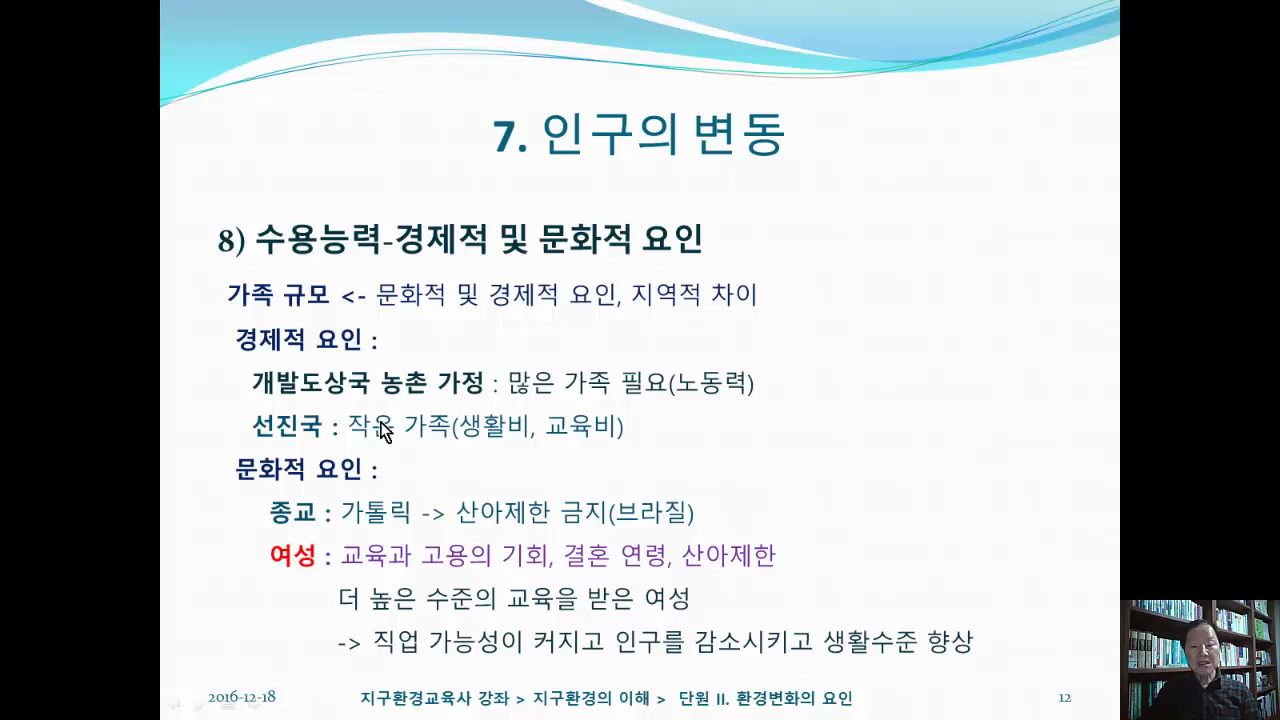 7. 인구의 변동
8) 수용능력-경제적 및 문화적 요인
가족 규모 <- 문화적 및 경제적 요인, 지역적 차이
경제적 요인 :
개발도상국 농촌 가정 : 많은 가족 필요(노동력)
선진국 : 작은 가족(생활비, 교육비)
문화적 요인 :
종교 : 가톨릭 -> 산아제한 금지(브라질)
여성 : 교육과 고용의 기회, 결혼 연령, 산아제한
더 높은 수준의 교육을 받은 여성
-> 직업 가능성이 커지고 인구를 감소시키고 생활수준 향상
2016-12-18 지구환경교육사 강좌 > 지구환경의 이해 > 단원 II. 환경변화의 요인 12